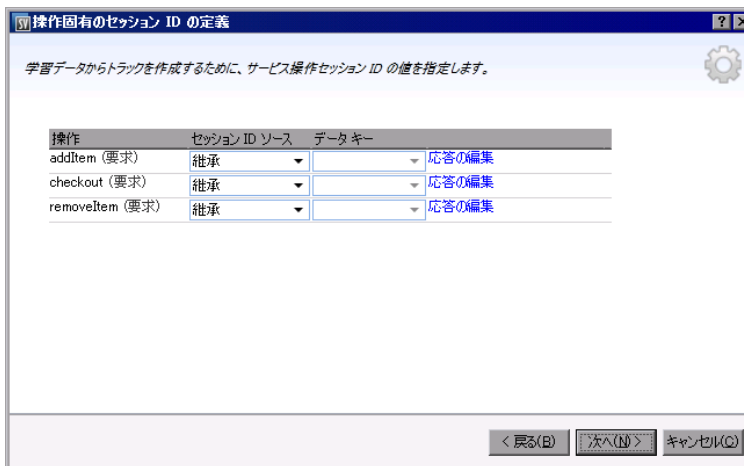 SV 操作固有のセッション ID の定義
学習データからトラックを作成するために、サービス操作セッション ID の値を指定します。
操作 セッション ID ソース データ キー
addItem (要求) 継承 応答の編集
checkout (要求) 継承 応答の編集
removeItem (要求) 継承 応答の編集
< 戻る(B) 次へ(N) > キャンセル(C)